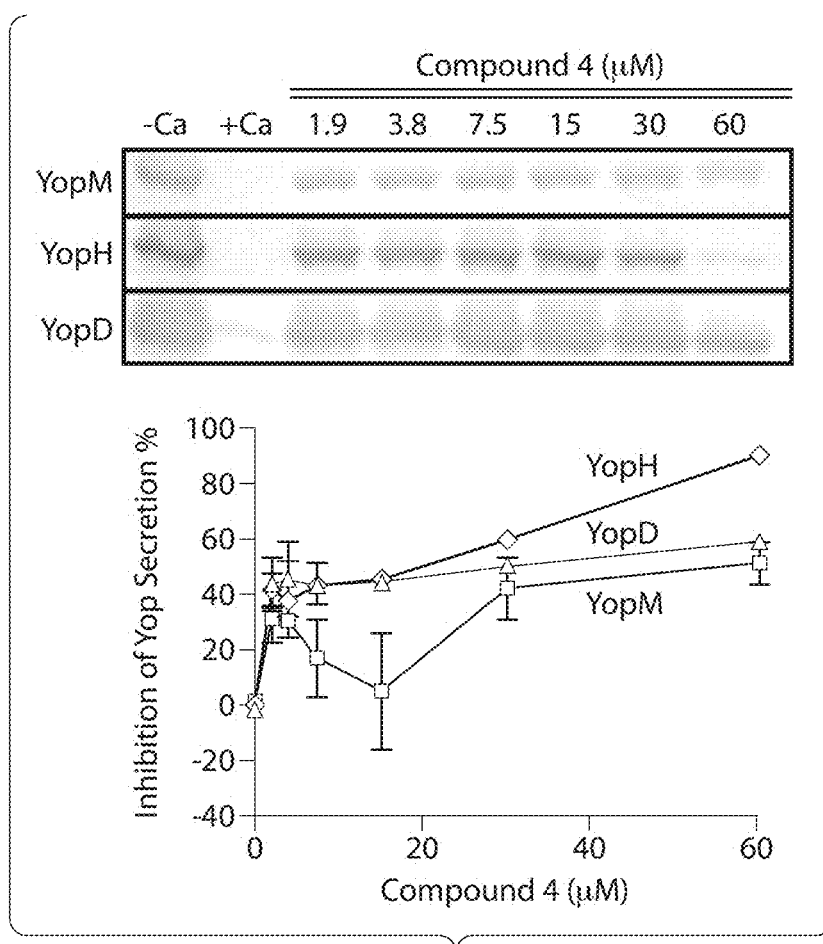 Compound 4 (μM)
-Ca +Ca 1.9 3.8 7.5 15 30 60
YopM
YopH
YopD
Inhibition of Yop Secretion %
100
80
60
40
20
0
-20
-40
YopH
YopD
YopM
0 20 40 60
Compound 4 (μM)